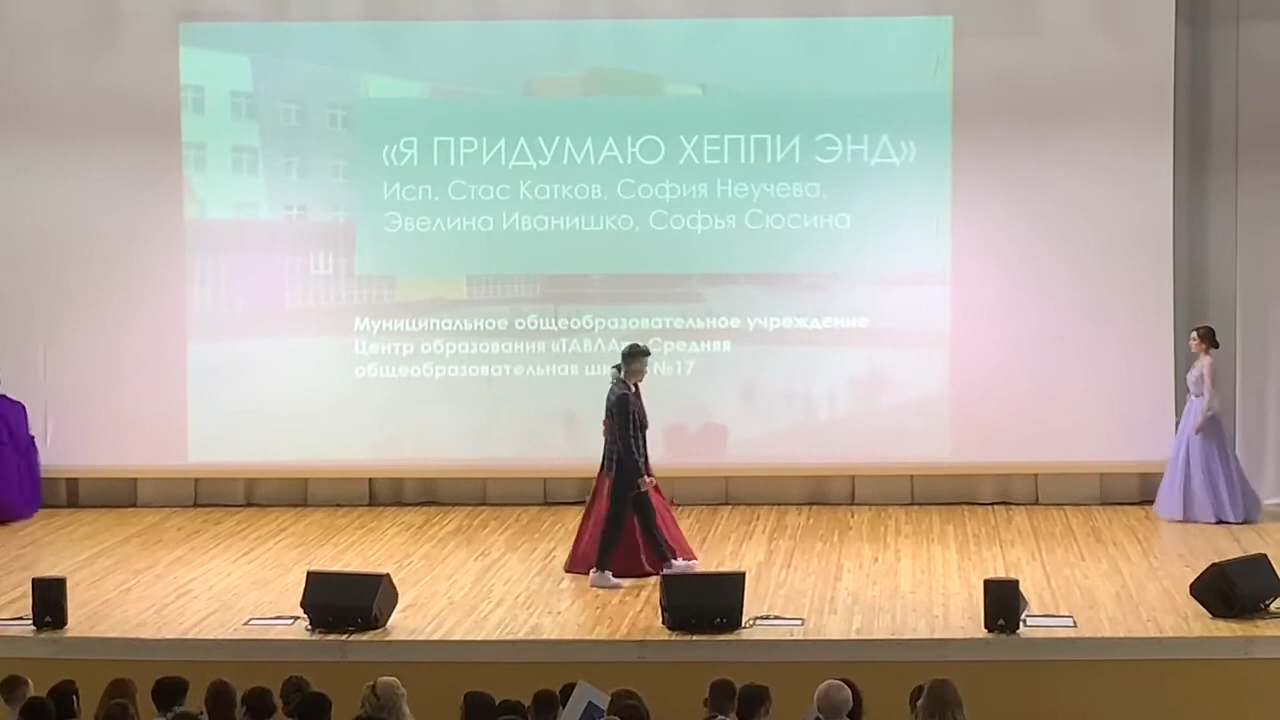 «Я ПРИДУМАЮ ХЕППИ ЭНД»
Исп. Стас Катков, София Неучева,
Эвелина Иванишко, Софья Сюсина
Муниципальное общеобразовательное учреждение
Центр образования «ТАВЛА» Средняя
общеобразовательная №17